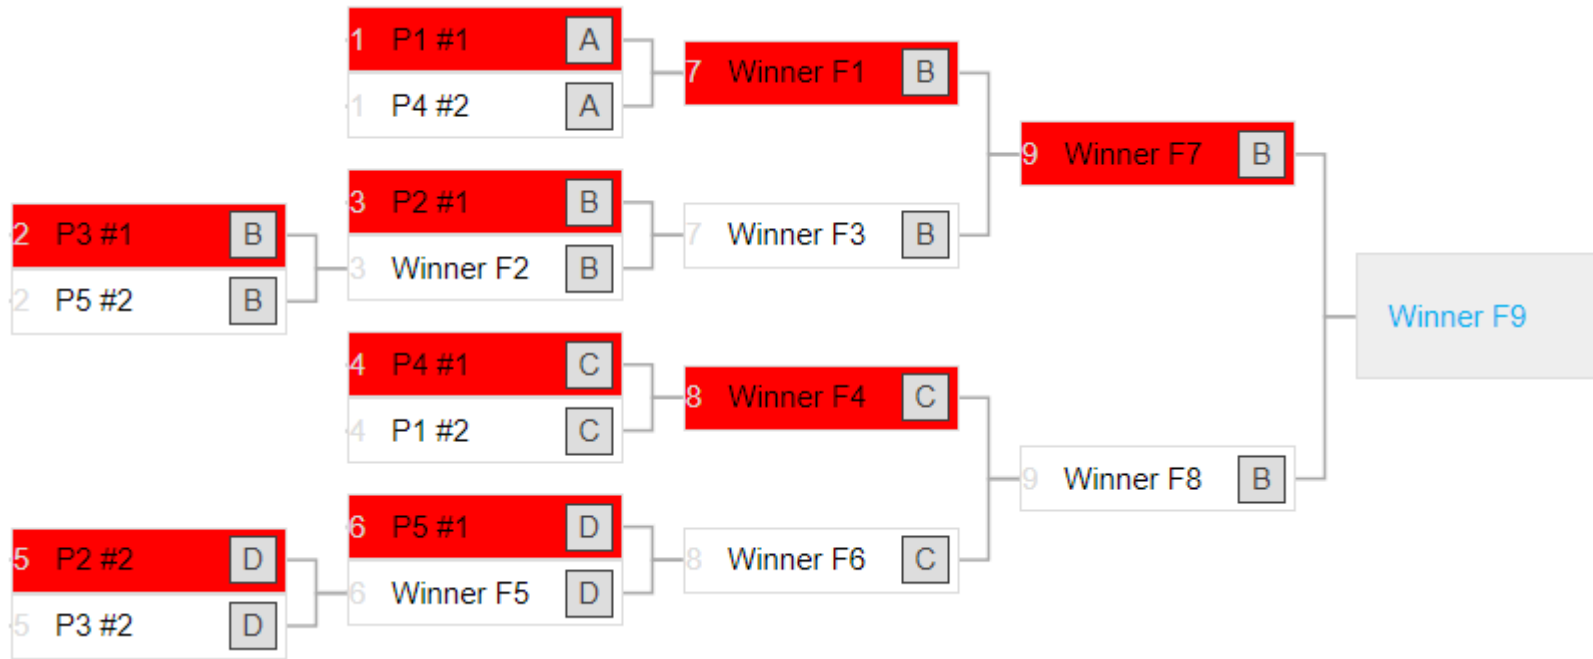 1 P1 #1 A
1 P4 #2 A
7 Winner F1 B
9 Winner F7 B
3 P2 #1 B
2 P3 #1 B
7 Winner F3 B
3 Winner F2 B
2 P5 #2 B
Winner F9
4 P4 #1 C
8 Winner F4 C
4 P1 #2 C
9 Winner F8 B
6 P5 #1 D
5 P2 #2 D
8 Winner F6 C
6 Winner F5 D
5 P3 #2 D